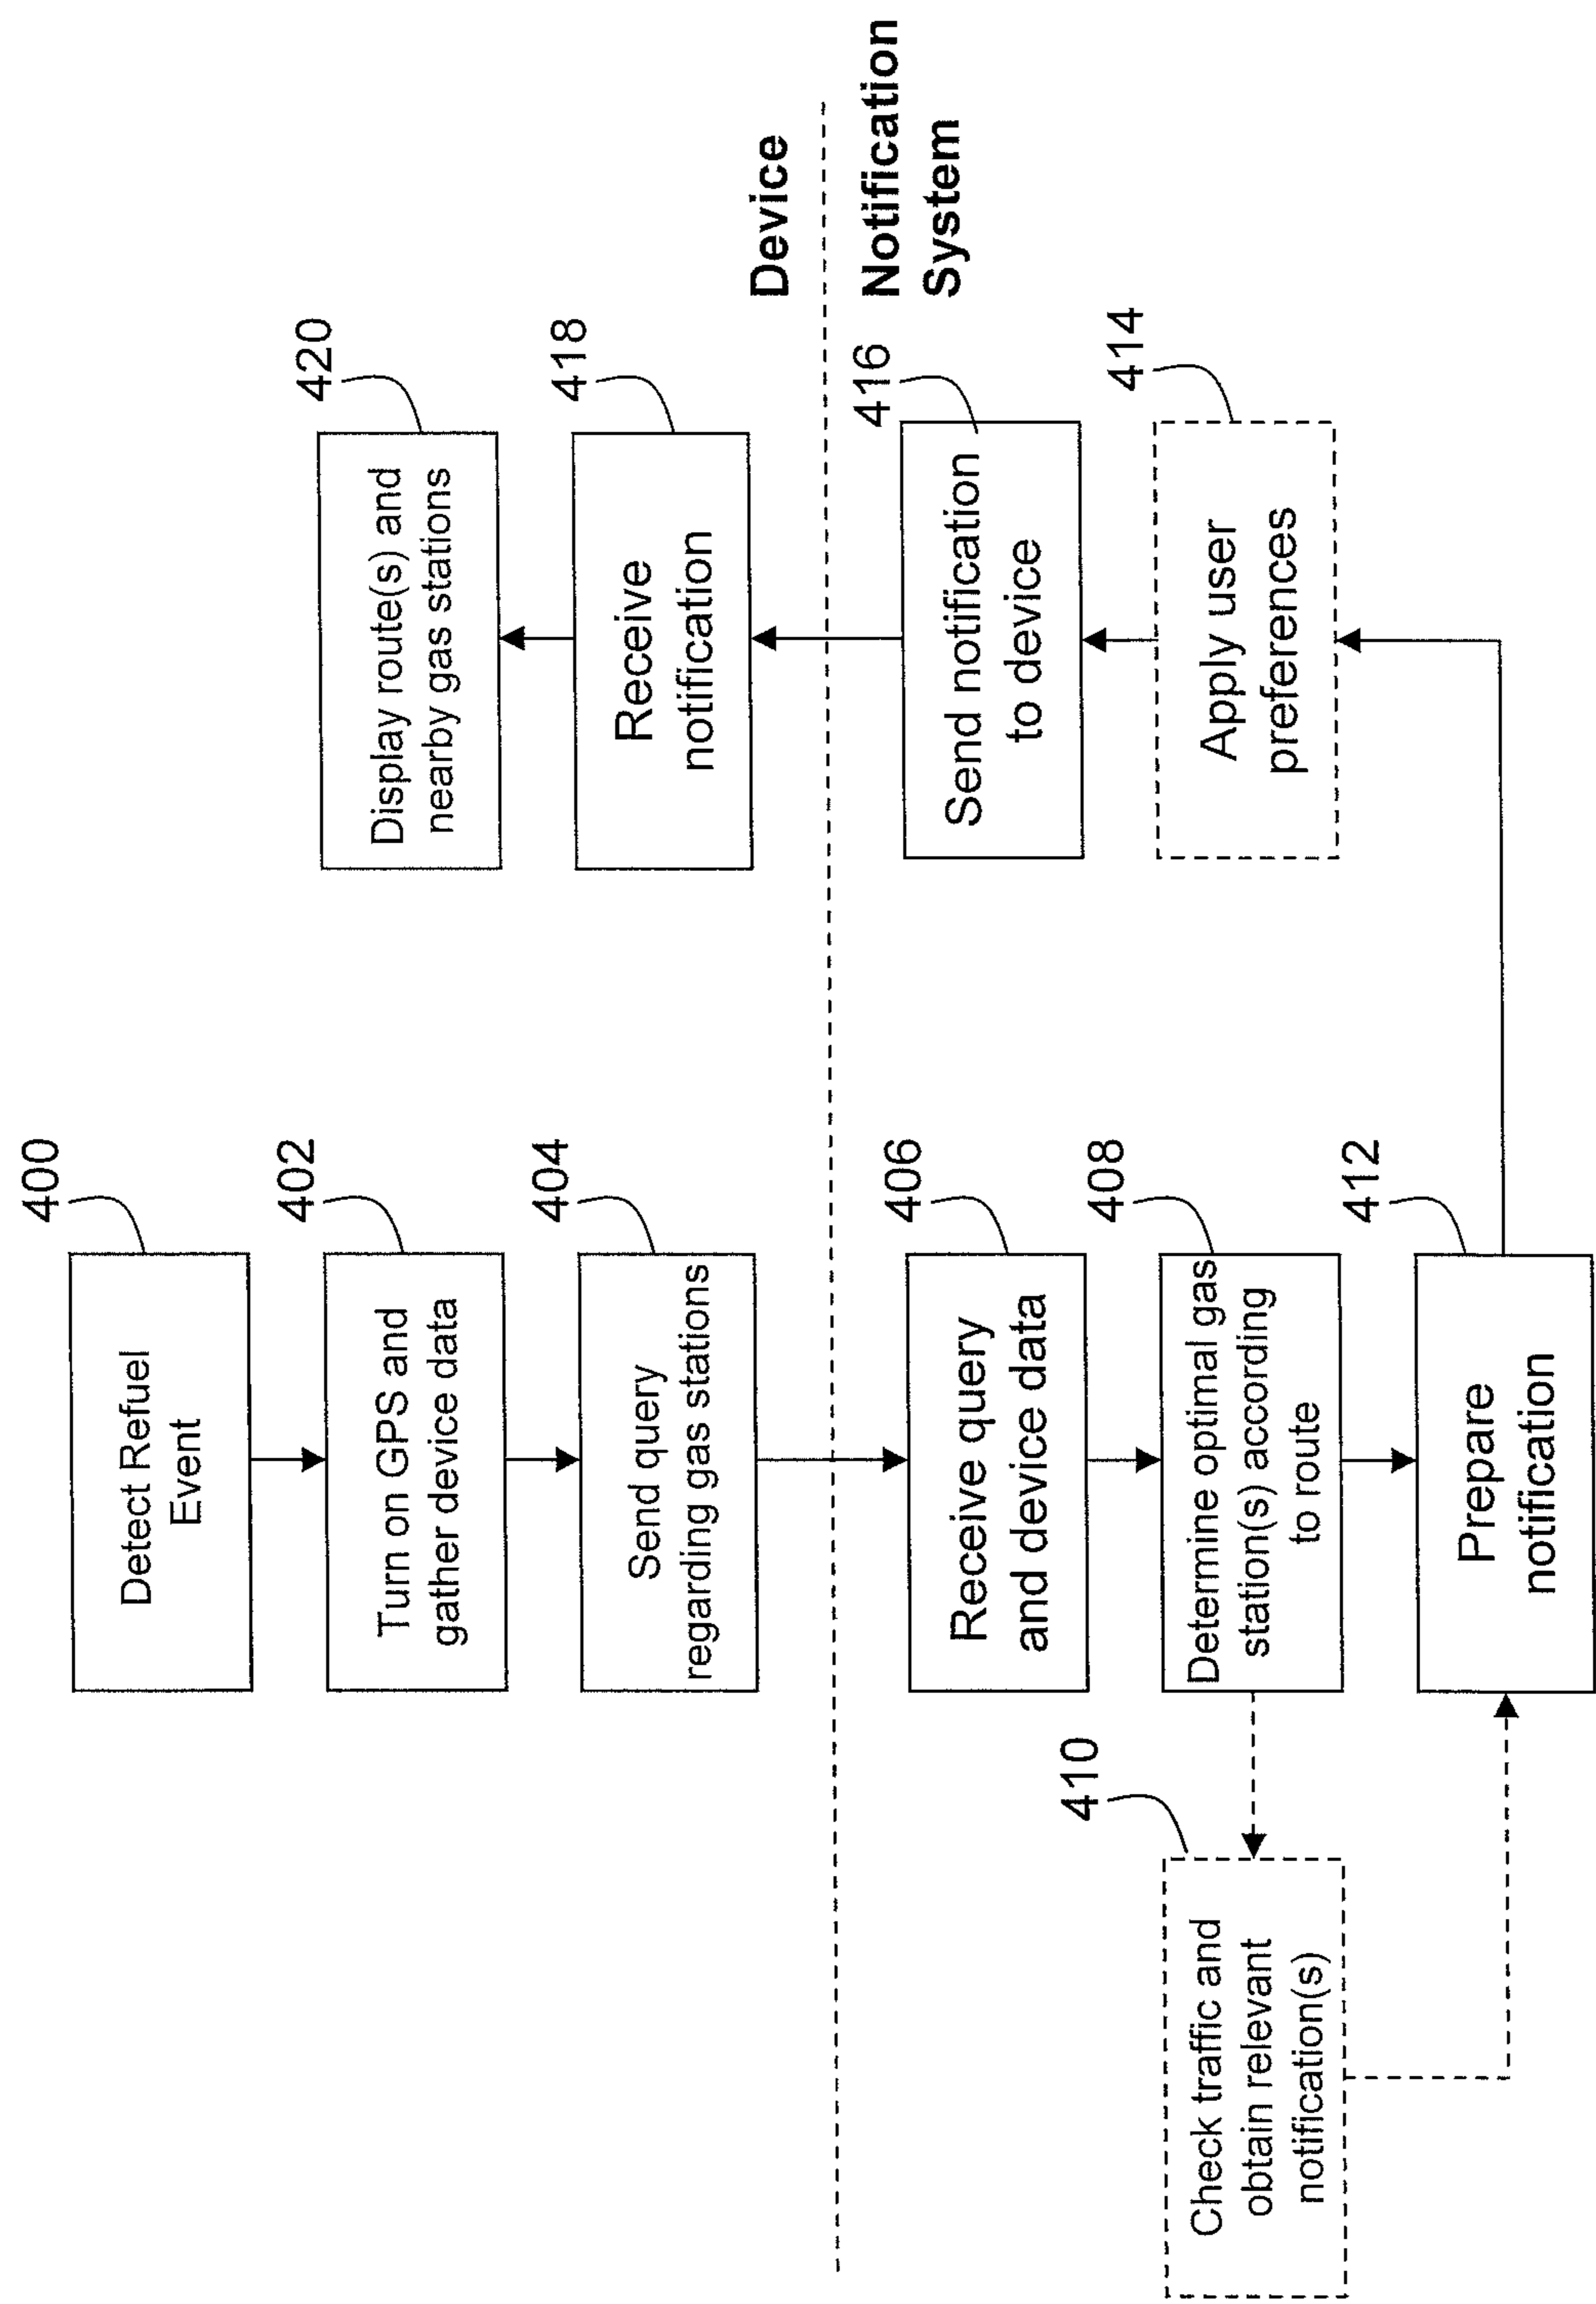 400
Detect Refuel
Event
402
Turn on GPS and
gather device data
404
Send query
regarding gas stations
406
Receive query
and device data
408
Determine optimal gas
station(s) according
to route
410
Check traffic and
obtain relevant
notification(s)
412
Prepare
notification
414
Apply user
preferences
416
Send notification
to device
418
Receive
notification
420
Display route(s) and
nearby gas stations
Device
Notification
System